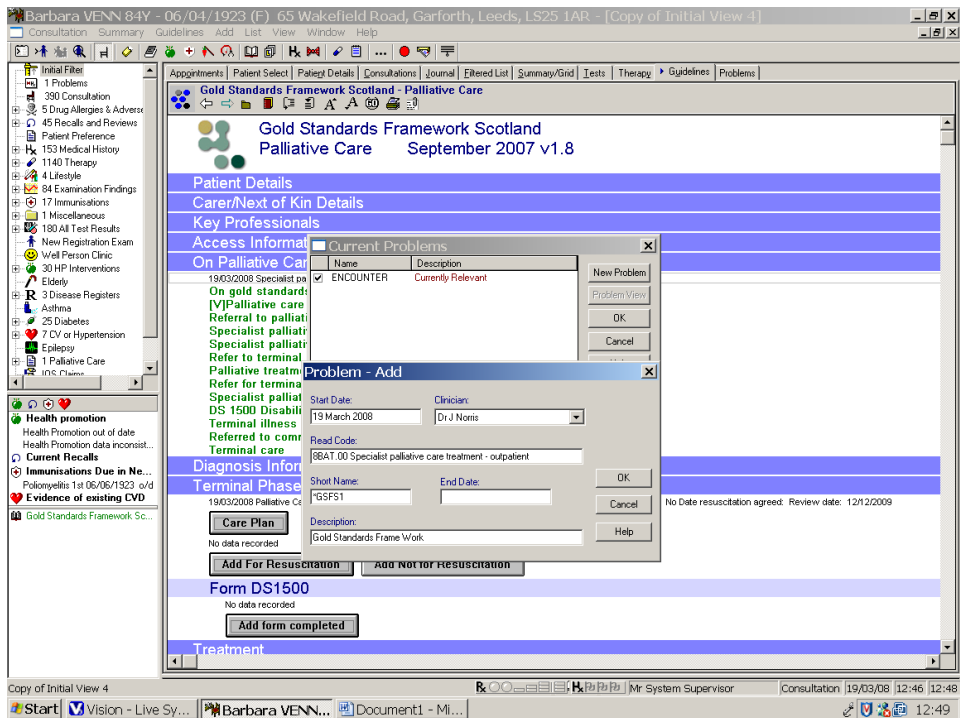 Barbara VENN 84Y - 06/04/1923 (F) 65 Wakefield Road, Garforth, Leeds, LS25 1AR - [Copy of Initial View 4]
Consultation Summary Guidelines Add List View Window Help
Initial Filter
1 Problems
390 Consultation
5 Drug Allergies & Adverse
45 Recalls and Reviews
Patient Preference
153 Medical History
1140 Therapy
4 Lifestyle
84 Examination Findings
17 Immunisations
1 Miscellaneous
180 All Test Results
New Registration Exam
Well Person Clinic
30 HP Interventions
Elderly
3 Disease Registers
Asthma
25 Diabetes
7 CV or Hypertension
Epilepsy
1 Palliative Care
IOS Claims
Health promotion
Health Promotion out of date
Health Promotion data inconsist...
Current Recalls
Immunisations Due in Ne...
Poliomyelitis 1st 06/06/1923 o/d
Evidence of existing CVD
Gold Standards Framework Sc...
Appointments Patient Select Patient Details Consultations Journal Filtered List Summary/Grid Tests Therapy Guidelines Problems
Gold Standards Framework Scotland - Palliative Care
Gold Standards Framework Scotland
Palliative Care September 2007 v1.8
Patient Details
Carer/Next of Kin Details
Key Professionals
Access Informat
On Palliative Car
19/03/2008 Specialist pa
On gold standard
[V]Palliative care
Referral to palliati
Specialist palliati
Specialist palliati
Refer to terminal
Palliative treatm
Refer for termina
Specialist palliat
DS 1500 Disabili
Terminal illness
Referred to comm
Terminal care
Diagnosis Infor
Terminal Phase
19/03/2008 Palliative Ca
No Date resuscitation agreed: Review date: 12/12/2009
Care Plan
No data recorded
Add For Resuscitation Add Not for Resuscitation
Form DS1500
No data recorded
Add form completed
Treatment
Current Problems
Name Description
ENCOUNTER Currently Relevant
New Problem
Problem View
OK
Cancel
Problem - Add
Start Date: Clinician:
19 March 2008 Dr J Norris
Read Code:
8BAT.00 Specialist palliative care treatment - outpatient
Short Name: End Date:
*GSFS1
Description:
Gold Standards Frame Work
OK
Cancel
Help
Copy of Initial View 4
Mr System Supervisor Consultation 19/03/08 12:46 12:48
Start Vision - Live Sy... Barbara VENN... Document1 - Mi... 12:49